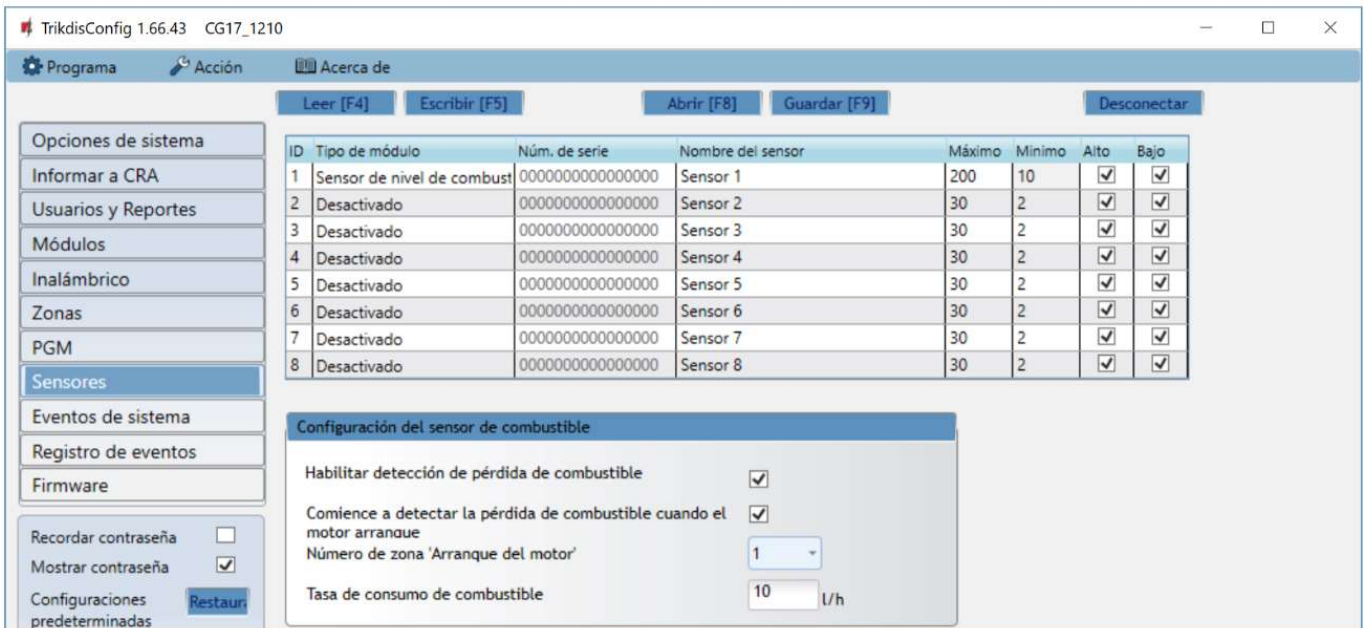 TrikdisConfig 1.66.43 CG17_1210
Programa Acción Acerca de
Leer [F4] Escribir [F5] Abrir [F8] Guardar [F9] Desconectar
Opciones de sistema
Informar a CRA
Usuarios y Reportes
Módulos
Inalámbrico
Zonas
PGM
Sensores
Eventos de sistema
Registro de eventos
Firmware
Recordar contraseña
Mostrar contraseña
Configuraciones predeterminadas
Restaur
ID Tipo de módulo Núm. de serie Nombre del sensor Máximo Minimo Alto Bajo
1 Sensor de nivel de combust 0000000000000000 Sensor 1 200 10
2 Desactivado 0000000000000000 Sensor 2 30 2
3 Desactivado 0000000000000000 Sensor 3 30 2
4 Desactivado 0000000000000000 Sensor 4 30 2
5 Desactivado 0000000000000000 Sensor 5 30 2
6 Desactivado 0000000000000000 Sensor 6 30 2
7 Desactivado 0000000000000000 Sensor 7 30 2
8 Desactivado 0000000000000000 Sensor 8 30 2
Configuración del sensor de combustible
Habilitar detección de pérdida de combustible
Comience a detectar la pérdida de combustible cuando el
motor arranque
Número de zona 'Arranque del motor' 1
Tasa de consumo de combustible 10 l/h